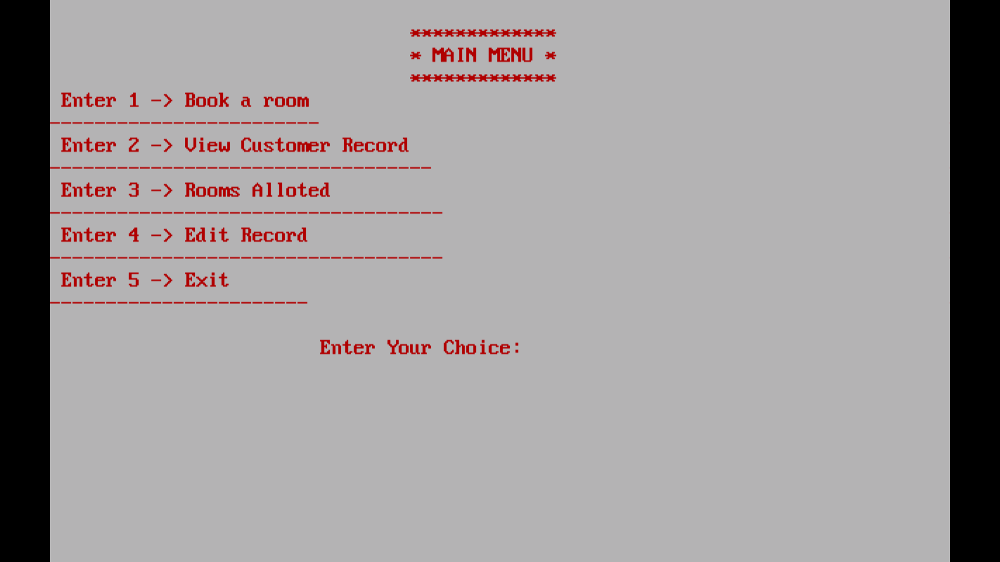 *************
* MAIN MENU *
*************
Enter 1 -> Book a room
------------------------
Enter 2 -> View Customer Record
----------------------------------
Enter 3 -> Rooms Alloted
-----------------------------------
Enter 4 -> Edit Record
-----------------------------------
Enter 5 -> Exit
-----------------------
Enter Your Choice: